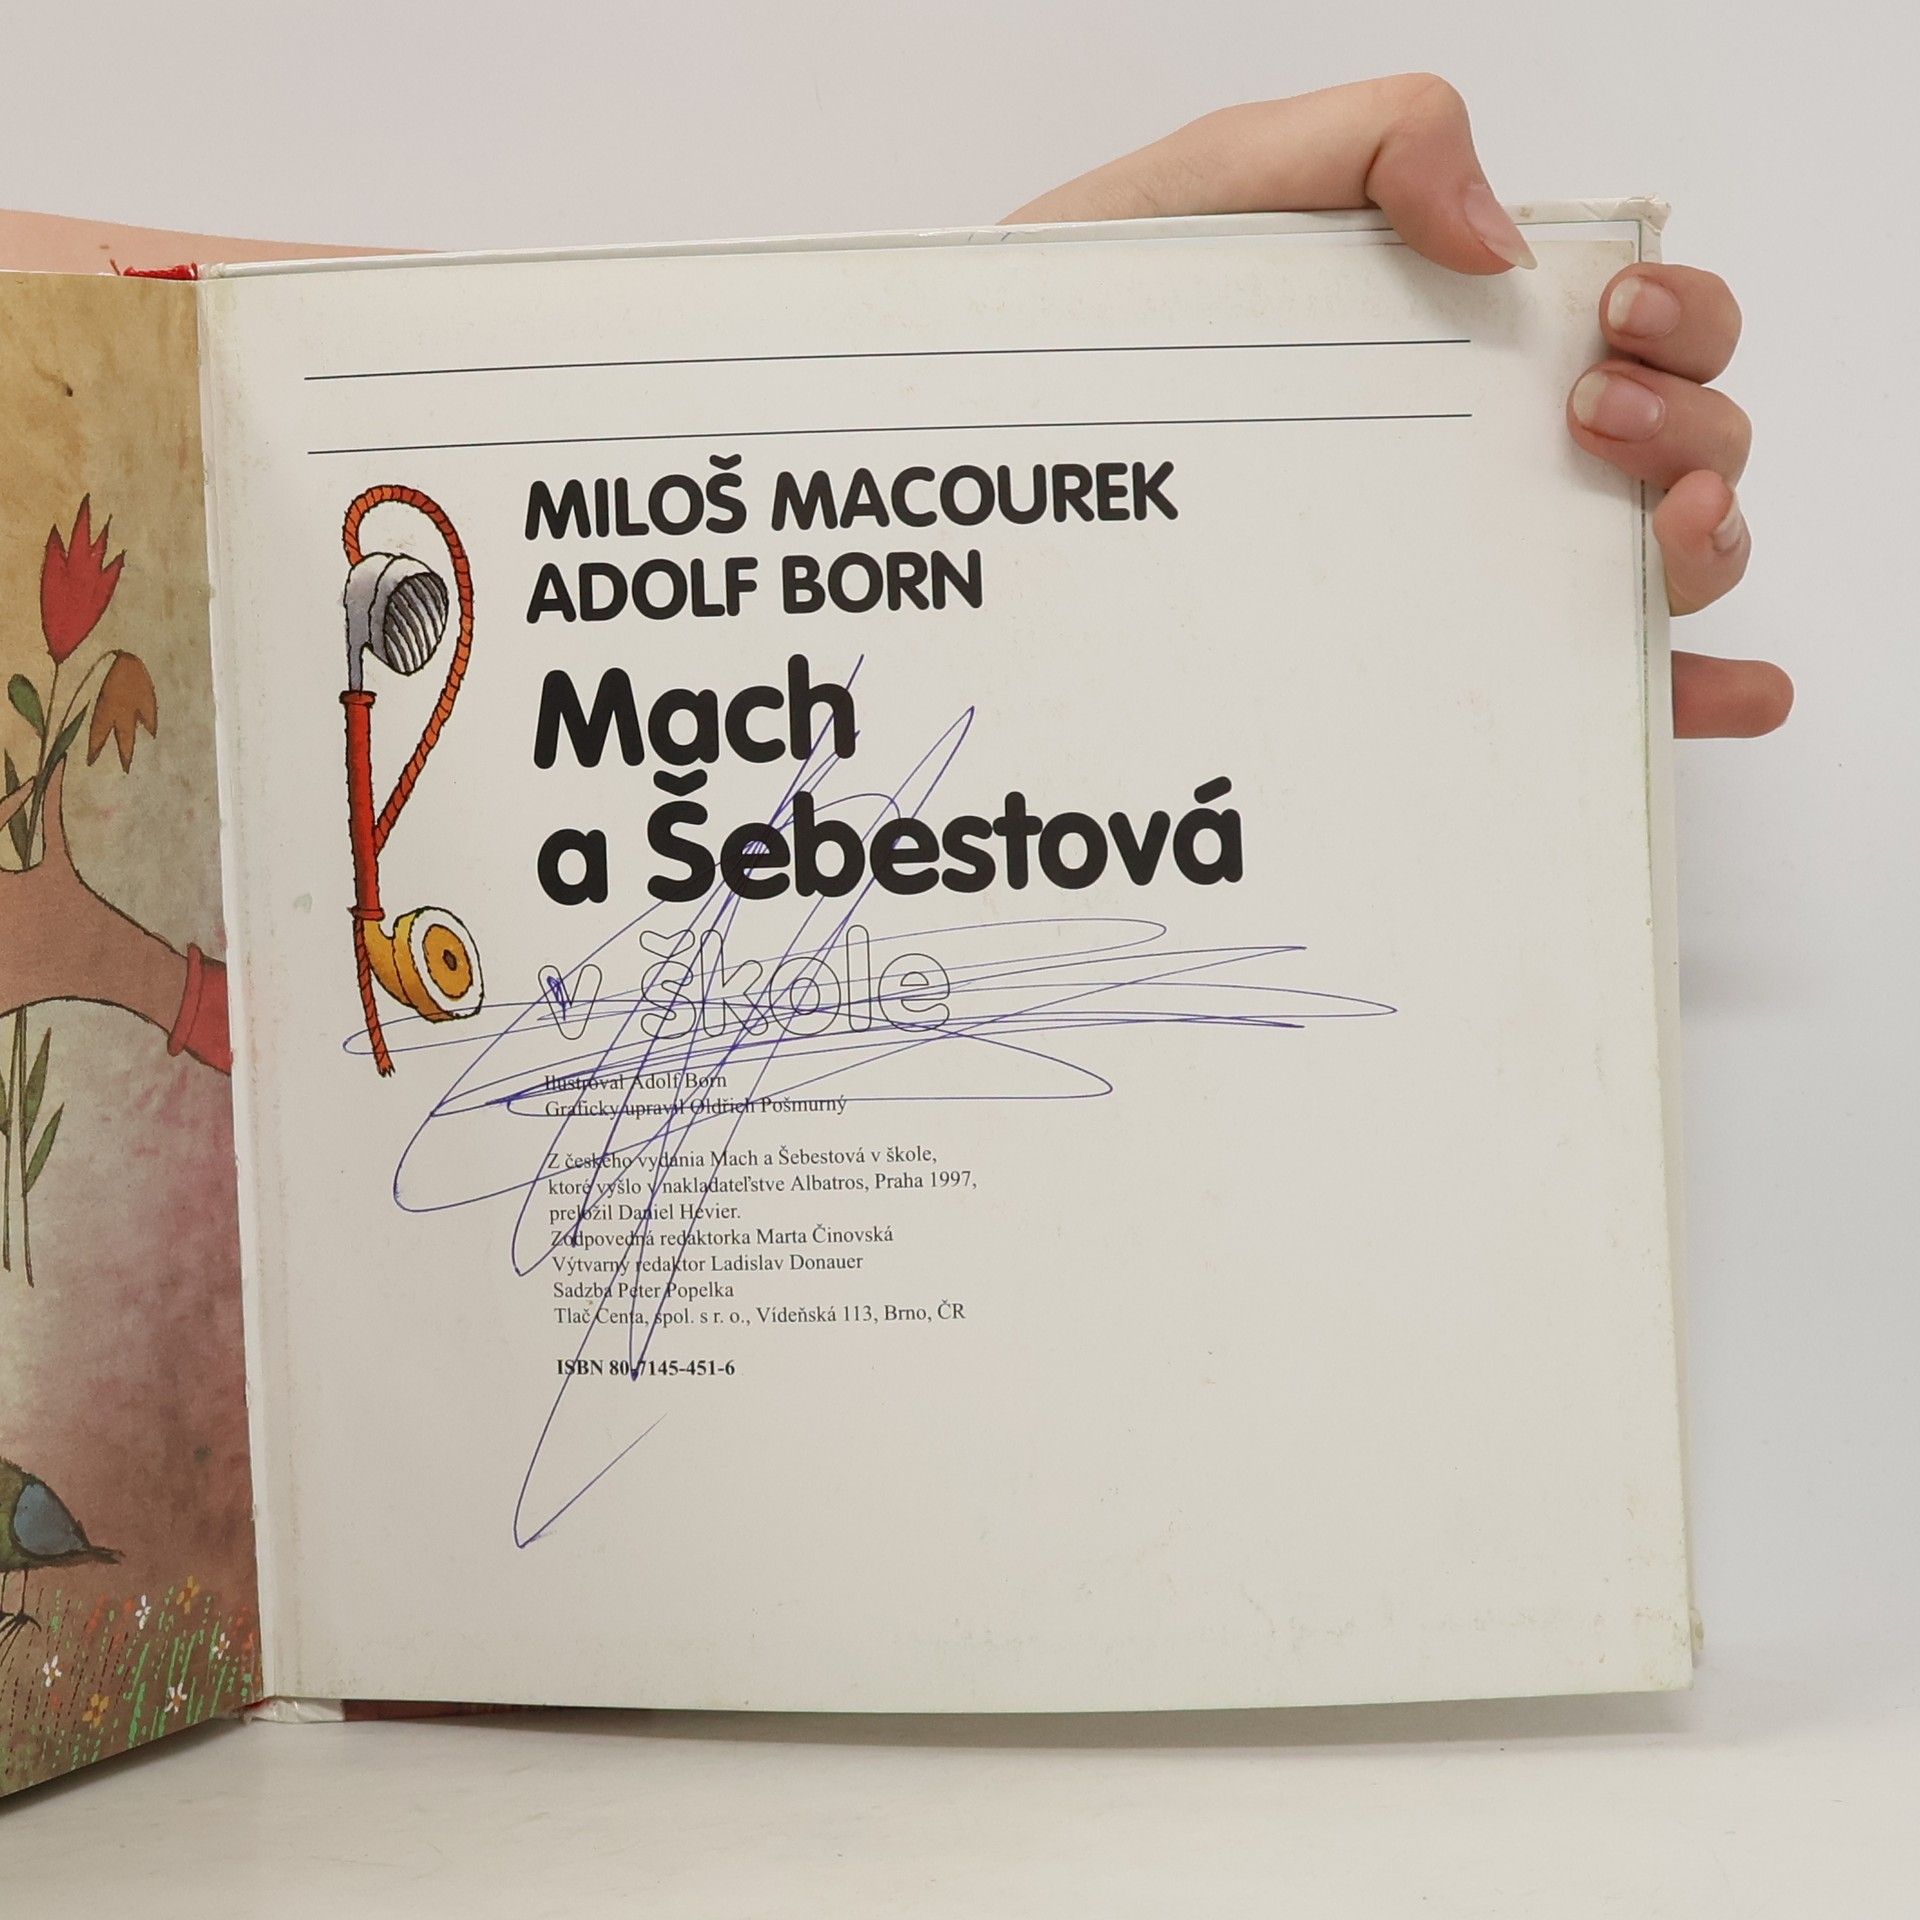 MILOŠ MACOUREK
ADOLF BORN
Mach
a Šebestová
v škole
Ilustroval Adolf Born
Graficky upravil Oldřich Pošmurný
Z českého vydania Mach a Šebestová v škole,
ktoré vyšlo v nakladateľstve Albatros, Praha 1997,
preložil Daniel Hevier.
Zodpovedná redaktorka Marta Činovská
Výtvarný redaktor Ladislav Donauer
Sadzba Peter Popelka
Tlač Centa, spol. s r. o., Vídeňská 113, Brno, ČR
ISBN 80-7145-451-6